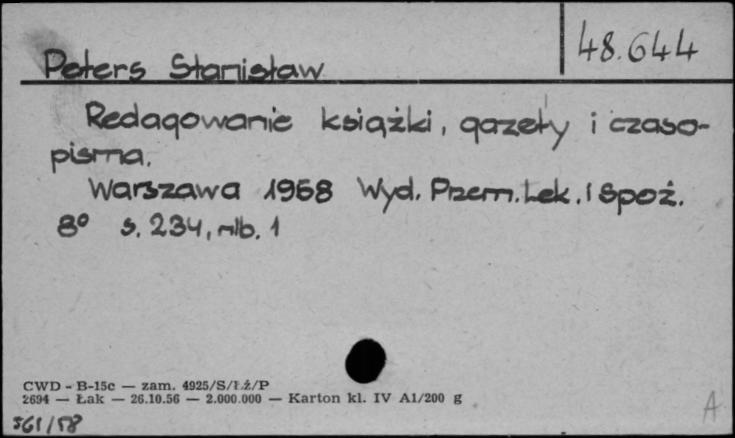 48.644
Peters Stanisław
Redagowanie książki, gazety i czaso-
pisma.
Warszawa 1958 Wyd. Przem. Lek. i Spoż.
8° s. 234, nlb. 1
CWD - B-15c — zam. 4925/S/Łź/P
2694 — Łak — 26.10.56 — 2.000.000 — Karton kl. IV A1/200 g
561/58
A